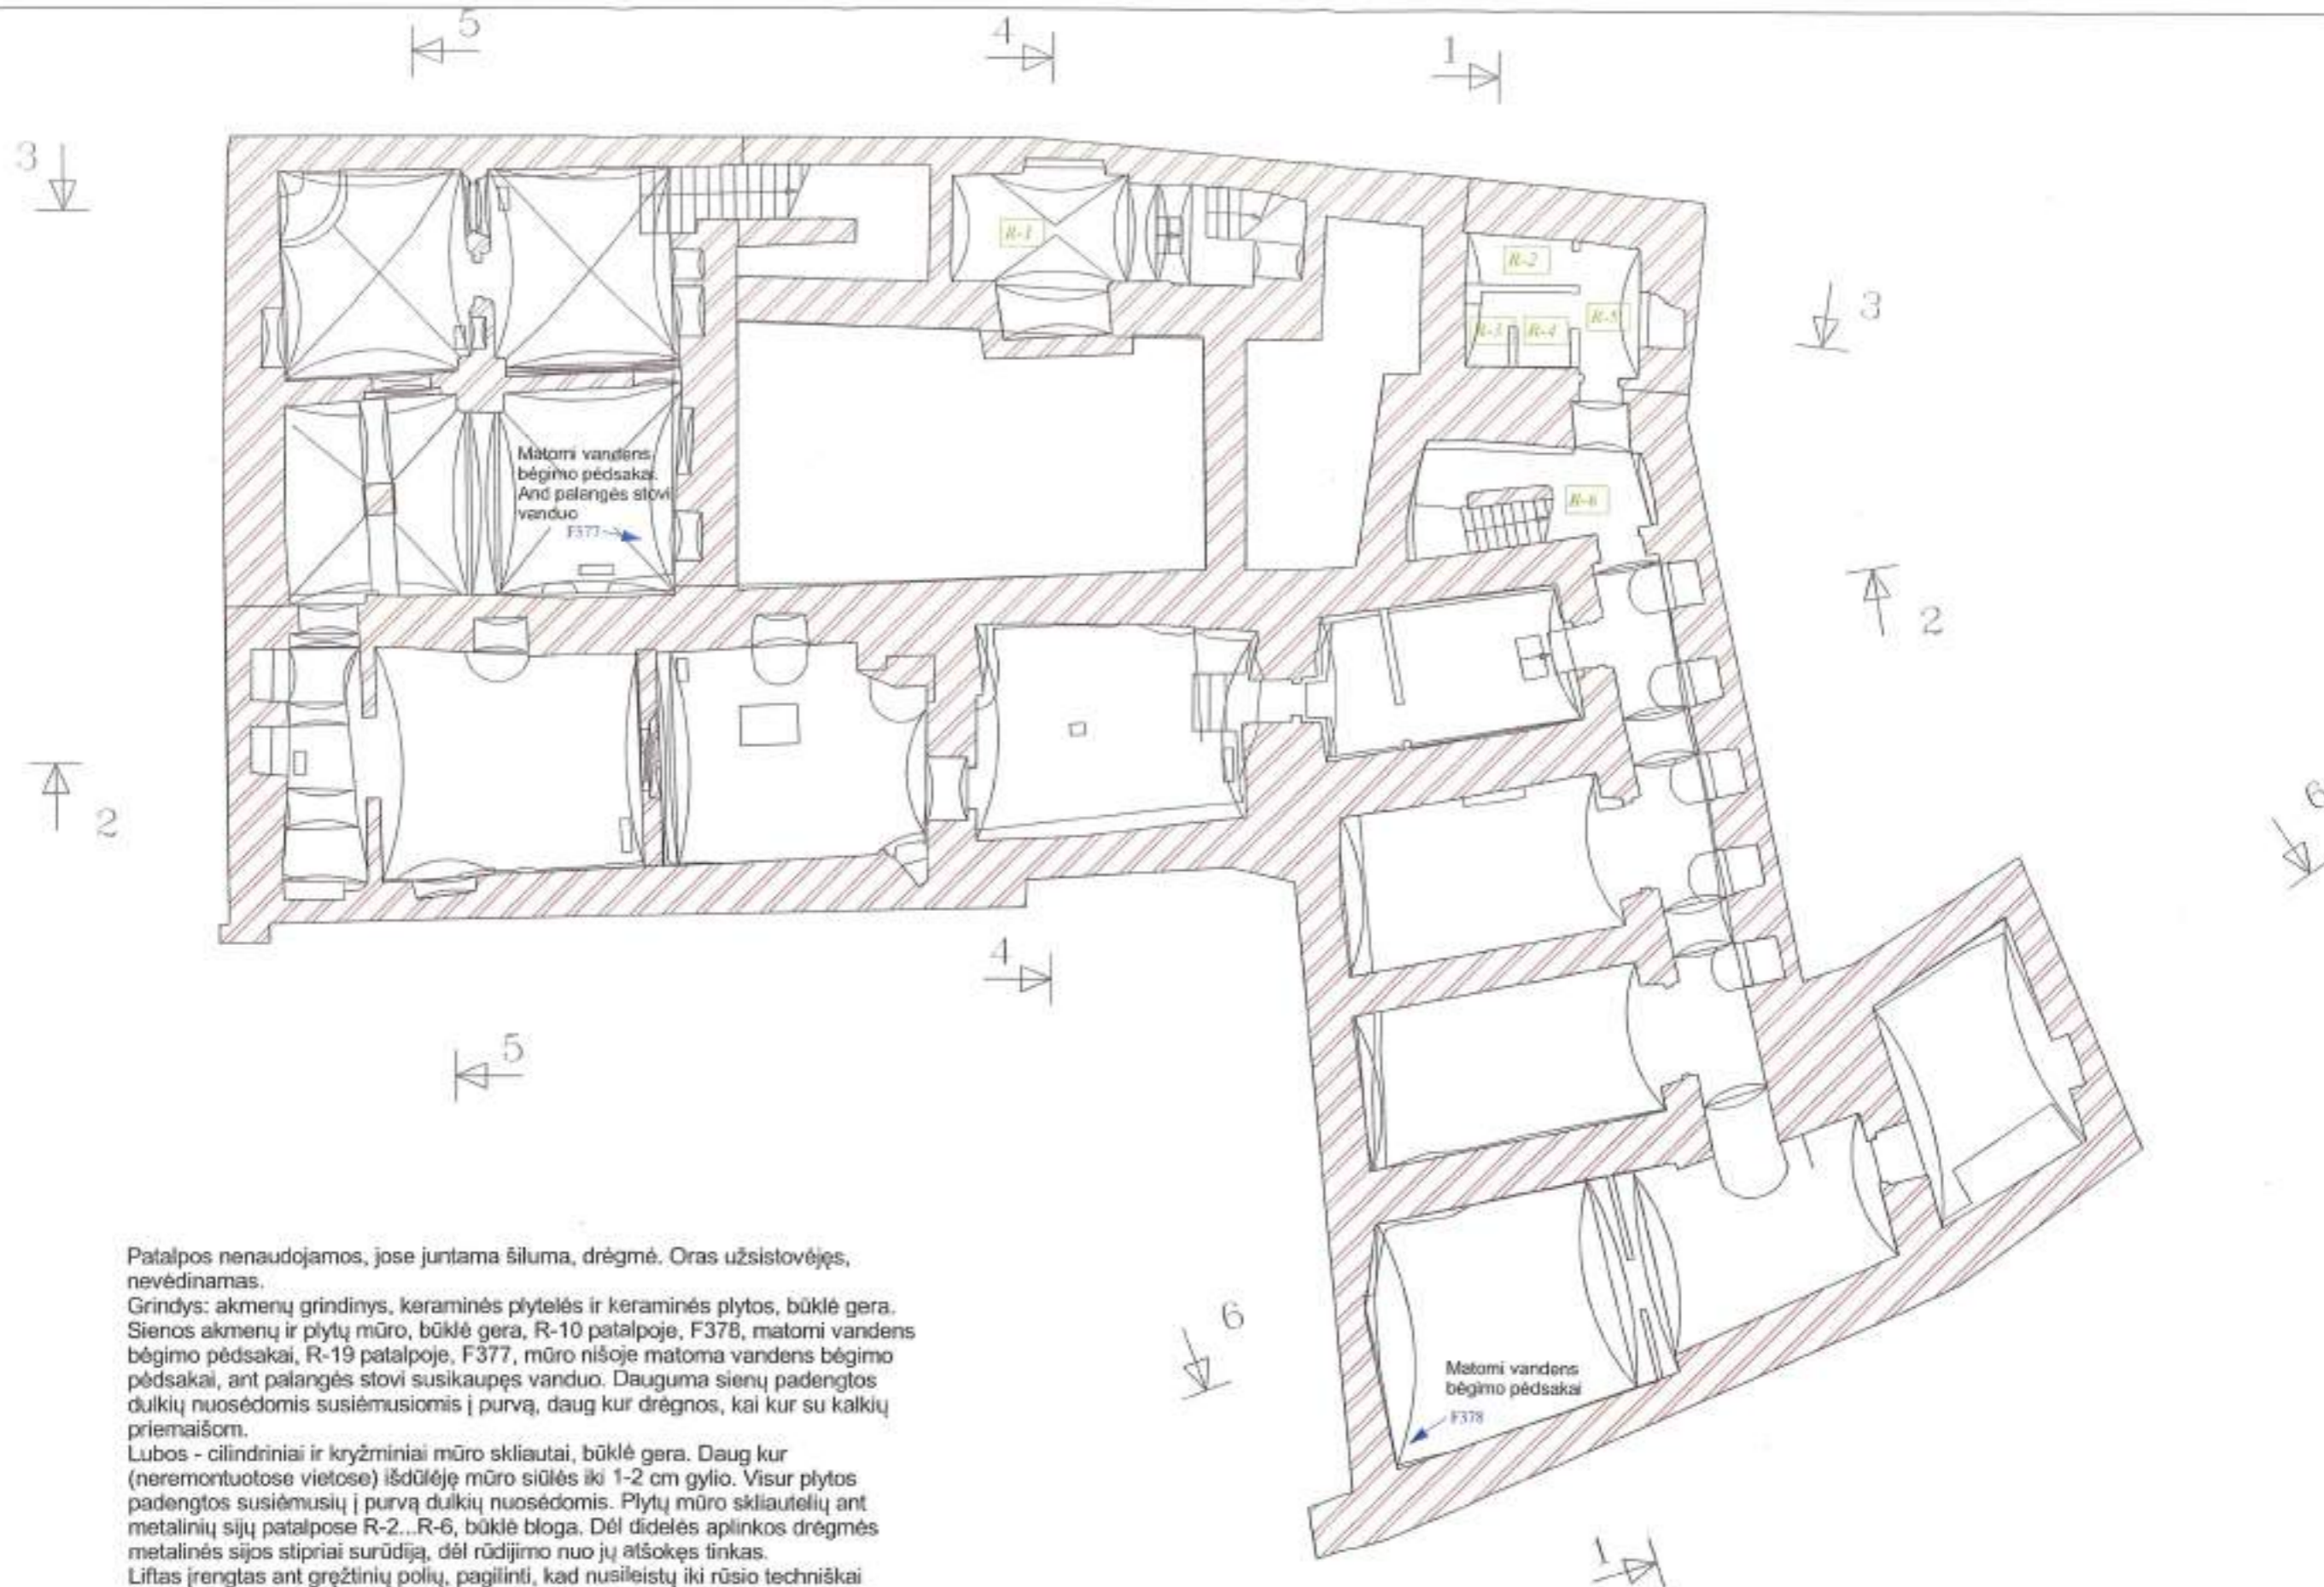 5
4
1
3
R-1
R-2
R-3
R-4
R-5
3
Matomi vandens
bėgimo pėdsakai.
And palangės stovi
vanduo
F377
R-6
2
2
6
4
5
6
Matomi vandens
bėgimo pėdsakai
F378
1
Patalpos nenaudojamos, jose juntama šiluma, drėgmė. Oras užsistovėjęs,
nevėdinamas.
Grindys: akmenų grindinys, keraminės plytelės ir keraminės plytos, būklė gera.
Sienos akmenų ir plytų mūro, būklė gera, R-10 patalpoje, F378, matomi vandens
bėgimo pėdsakai, R-19 patalpoje, F377, mūro nišoje matoma vandens bėgimo
pėdsakai, ant palangės stovi susikaupęs vanduo. Dauguma sienų padengtos
dulkių nuosėdomis susiėmusiomis į purvą, daug kur drėgnos, kai kur su kalkių
priemaišom.
Lubos - cilindriniai ir kryžminiai mūro skliautai, būklė gera. Daug kur
(neremontuotose vietose) išdūlėję mūro siūlės iki 1-2 cm gylio. Visur plytos
padengtos susiėmusių į purvą dulkių nuosėdomis. Plytų mūro skliautelių ant
metalinių sijų patalpose R-2...R-6, būklė bloga. Dėl didelės aplinkos drėgmės
metalinės sijos stipriai surūdiją, dėl rūdijimo nuo jų atšokęs tinkas.
Liftas įrengtas ant gręžtinių polių, pagilinti, kad nusileistų iki rūsio techniškai